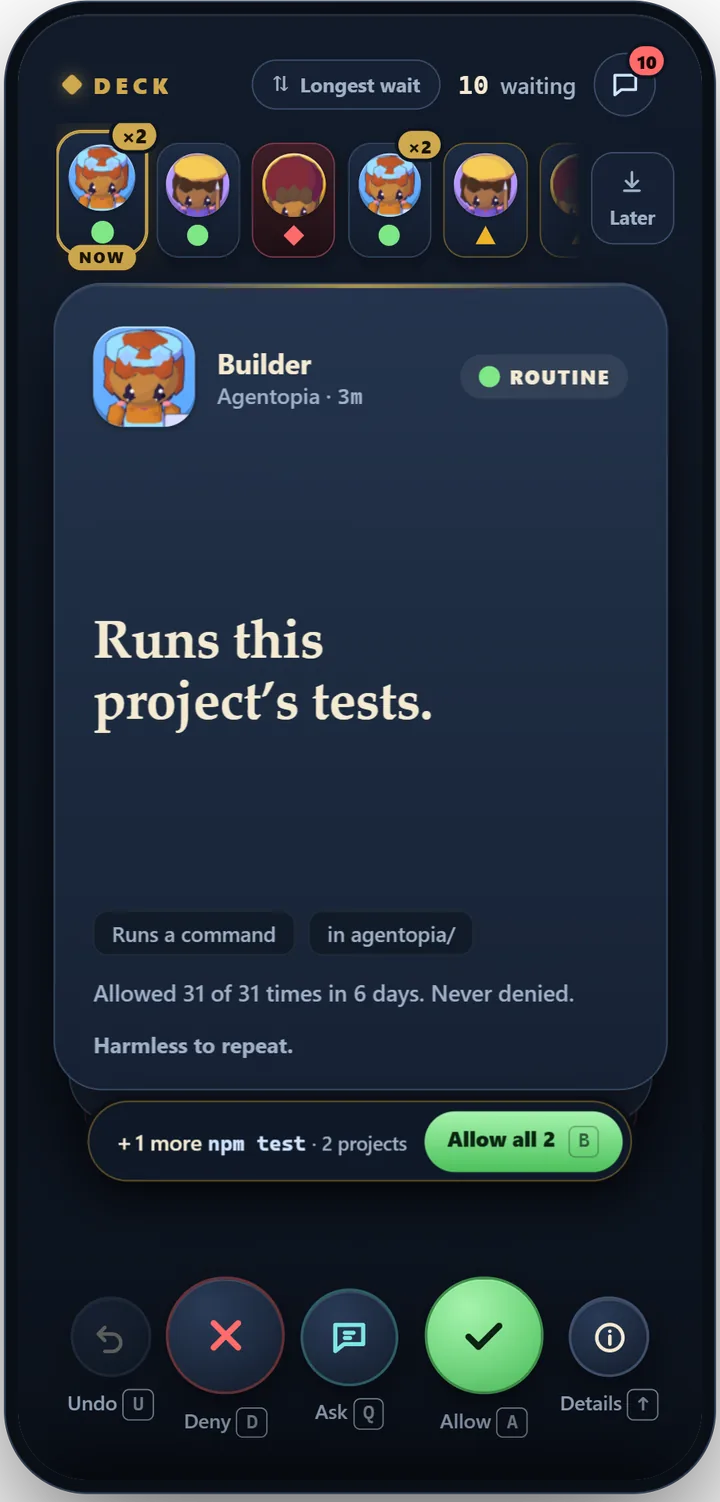 DECK
Longest wait
10 waiting
10
×2
×2
NOW
Later
Builder
Agentopia · 3m
ROUTINE
Runs this
project’s tests.
Runs a command
in agentopia/
Allowed 31 of 31 times in 6 days. Never denied.
Harmless to repeat.
+1 more npm test · 2 projects
Allow all 2 B
Undo U
Deny D
Ask Q
Allow A
Details ↑